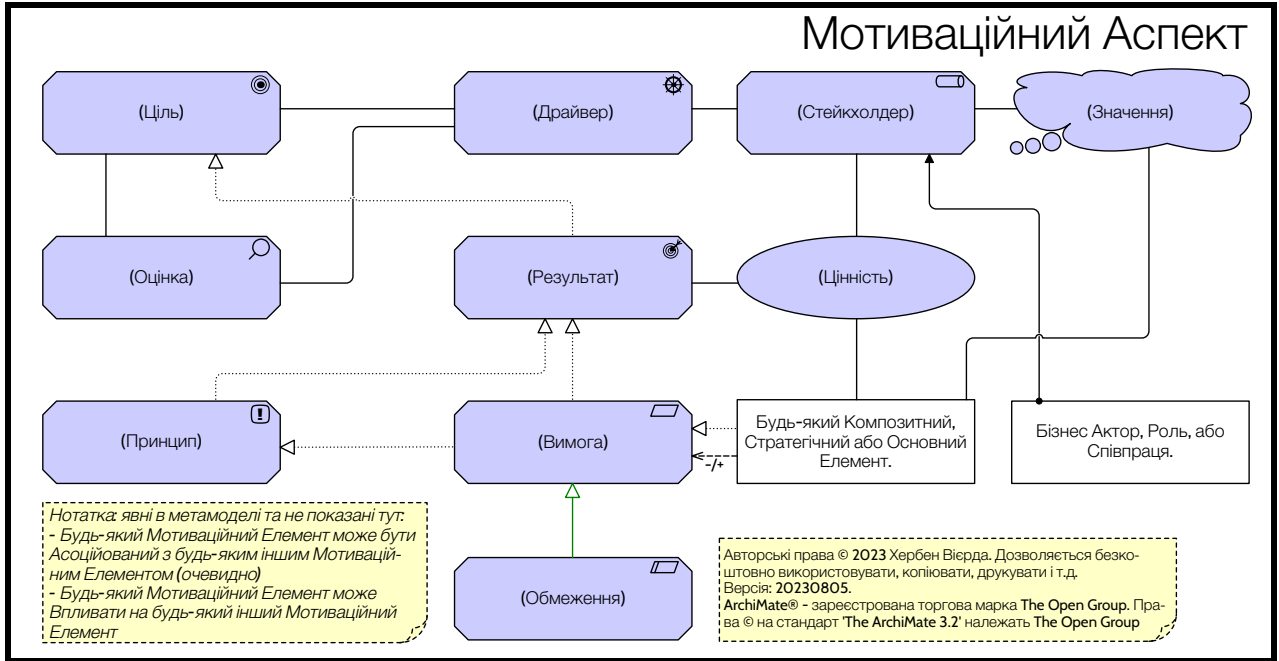 Мотиваційний Аспект
(Ціль)
(Драйвер)
(Стейкхолдер)
(Значення)
(Оцінка)
(Результат)
(Цінність)
(Принцип)
(Вимога)
Будь-який Композитний,
Стратегічний або Основний
Елемент.
-/+
Бізнес Актор, Роль, або
Співпраця.
Нотатка: явні в метамоделі та не показані тут:
- Будь-який Мотиваційний Елемент може бути
Асоційований з будь-яким іншим Мотивацій-
ним Елементом (очевидно)
- Будь-який Мотиваційний Елемент може
Впливати на будь-який інший Мотиваційний
Елемент
(Обмеження)
Авторські права © 2023 Хербен Вієрда. Дозволяється безко-
штовно використовувати, копіювати, друкувати і т.д.
Версія: 20230805.
ArchiMate® - зареєстрована торгова марка The Open Group. Пра-
ва © на стандарт 'The ArchiMate 3.2' належать The Open Group